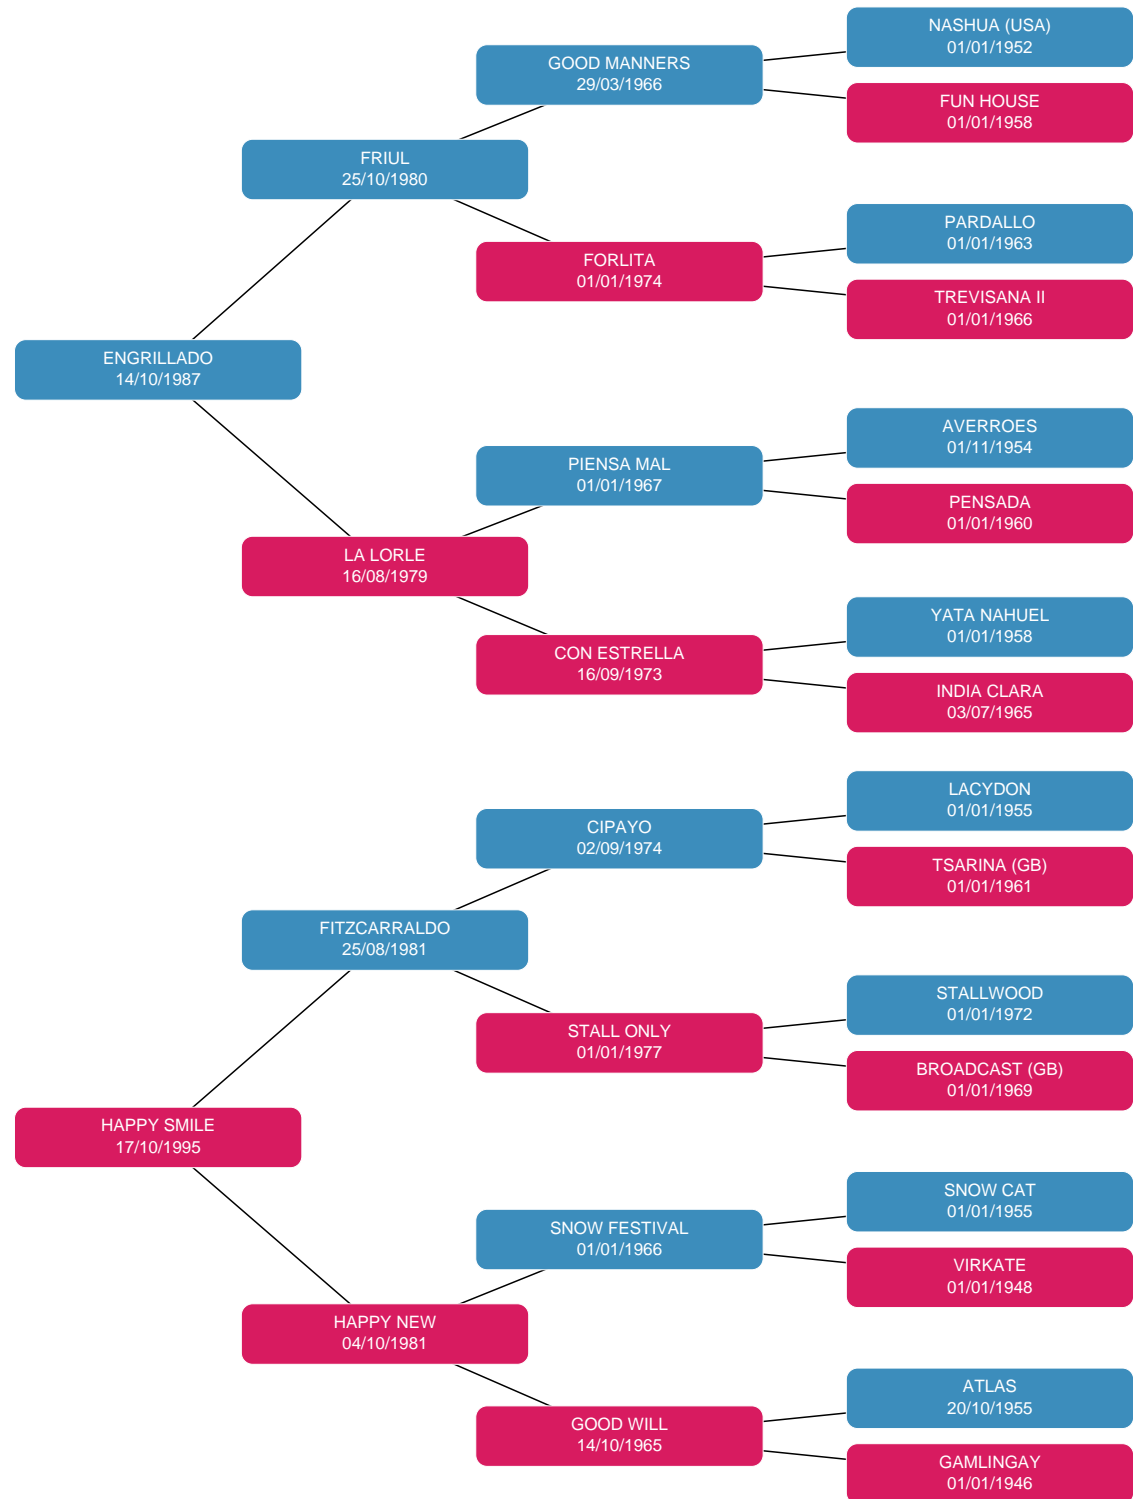 NASHUA (USA)
01/01/1952
GOOD MANNERS
29/03/1966
FUN HOUSE
01/01/1958
FRIUL
25/10/1980
PARDALLO
01/01/1963
FORLITA
01/01/1974
TREVISANA II
01/01/1966
ENGRILLADO
14/10/1987
AVERROES
01/11/1954
PIENSA MAL
01/01/1967
PENSADA
01/01/1960
LA LORLE
16/08/1979
YATA NAHUEL
01/01/1958
CON ESTRELLA
16/09/1973
INDIA CLARA
03/07/1965
LACYDON
01/01/1955
CIPAYO
02/09/1974
TSARINA (GB)
01/01/1961
FITZCARRALDO
25/08/1981
STALLWOOD
01/01/1972
STALL ONLY
01/01/1977
BROADCAST (GB)
01/01/1969
HAPPY SMILE
17/10/1995
SNOW CAT
01/01/1955
SNOW FESTIVAL
01/01/1966
VIRKATE
01/01/1948
HAPPY NEW
04/10/1981
ATLAS
20/10/1955
GOOD WILL
14/10/1965
GAMLINGAY
01/01/1946